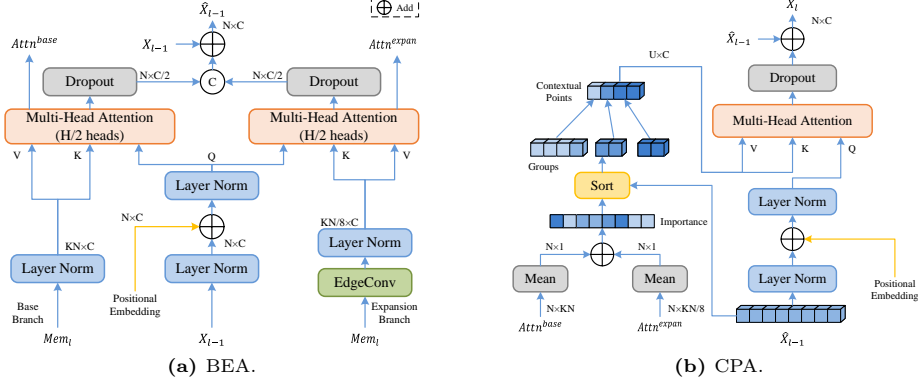 X̂_{l-1}
N×C
Add
X_{l-1}
Attn^{base}
Attn^{expan}
C
N×C/2
N×C/2
Dropout
Dropout
Multi-Head Attention
(H/2 heads)
Multi-Head Attention
(H/2 heads)
V
K
Q
K
V
Layer Norm
N×C
N×C
KN×C
KN/8×C
Layer Norm
Layer Norm
Layer Norm
EdgeConv
Base
Branch
Positional
Embedding
Expansion
Branch
Mem_l
X_{l-1}
Mem_l
(a) BEA.
X_l
N×C
X̂_{l-1}
U×C
Dropout
Contextual
Points
Multi-Head Attention
V
K
Q
Groups
Sort
Layer Norm
Importance
N×1
N×1
Mean
Mean
Layer Norm
Positional
Embedding
N×KN
N×KN/8
Attn^{base}
Attn^{expan}
X̂_{l-1}
(b) CPA.